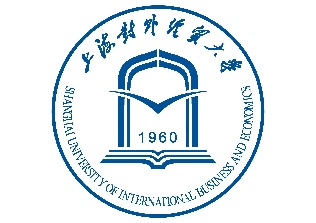 上海对外经贸大学
1960
SHANGHAI UNIVERSITY OF INTERNATIONAL BUSINESS AND ECONOMICS